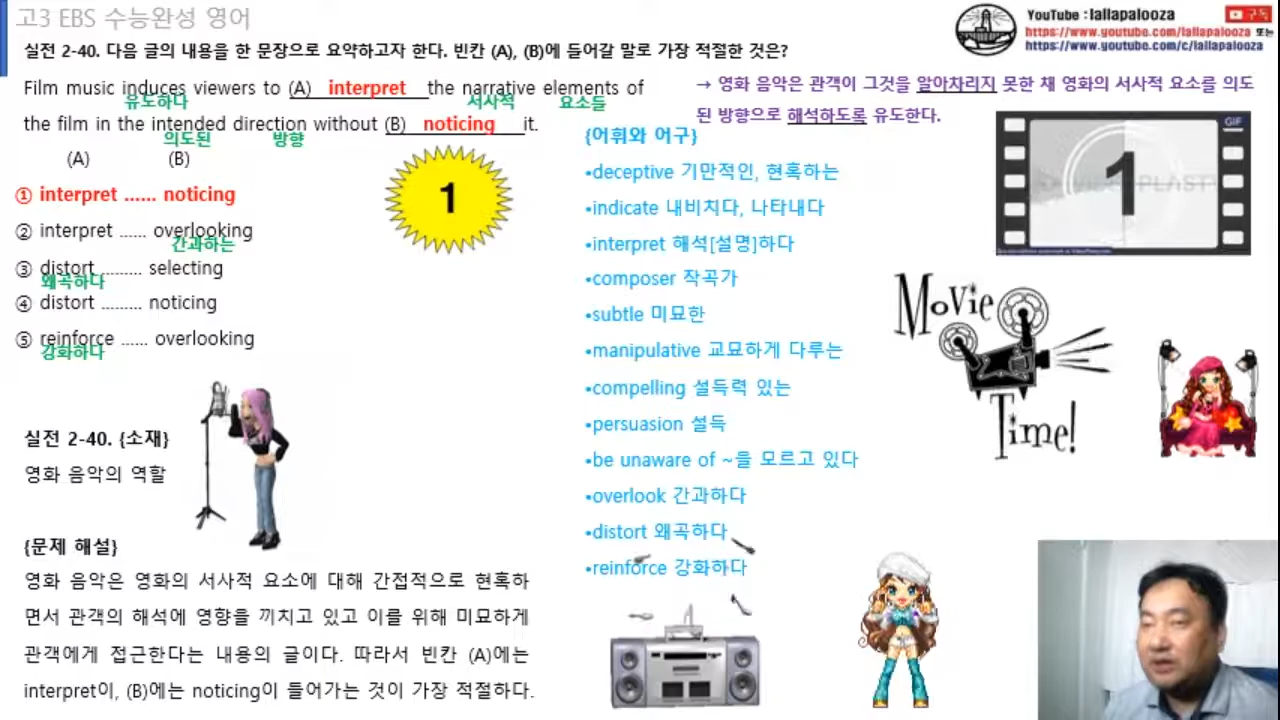 고3 EBS 수능완성 영어
YouTube : lallapalooza
구독
https://www.youtube.com/lallapalooza 또는
https://www.youtube.com/c/lallapalooza
실전 2-40. 다음 글의 내용을 한 문장으로 요약하고자 한다. 빈칸 (A), (B)에 들어갈 말로 가장 적절한 것은?
Film music induces viewers to (A) interpret the narrative elements of
유도하다 서사적 요소들
the film in the intended direction without (B) noticing it.
의도된 방향
(A) (B)
① interpret ...... noticing
② interpret ...... overlooking
간과하는
③ distort ......... selecting
왜곡하다
④ distort ......... noticing
⑤ reinforce ...... overlooking
강화하다
1
실전 2-40. {소재}
영화 음악의 역할
{문제 해설}
영화 음악은 영화의 서사적 요소에 대해 간접적으로 현혹하
면서 관객의 해석에 영향을 끼치고 있고 이를 위해 미묘하게
관객에게 접근한다는 내용의 글이다. 따라서 빈칸 (A)에는
interpret이, (B)에는 noticing이 들어가는 것이 가장 적절하다.
→ 영화 음악은 관객이 그것을 알아차리지 못한 채 영화의 서사적 요소를 의도
된 방향으로 해석하도록 유도한다.
{어휘와 어구}
•deceptive 기만적인, 현혹하는
•indicate 내비치다, 나타내다
•interpret 해석[설명]하다
•composer 작곡가
•subtle 미묘한
•manipulative 교묘하게 다루는
•compelling 설득력 있는
•persuasion 설득
•be unaware of ~을 모르고 있다
•overlook 간과하다
•distort 왜곡하다
•reinforce 강화하다
GIF
1
Movie
Time!